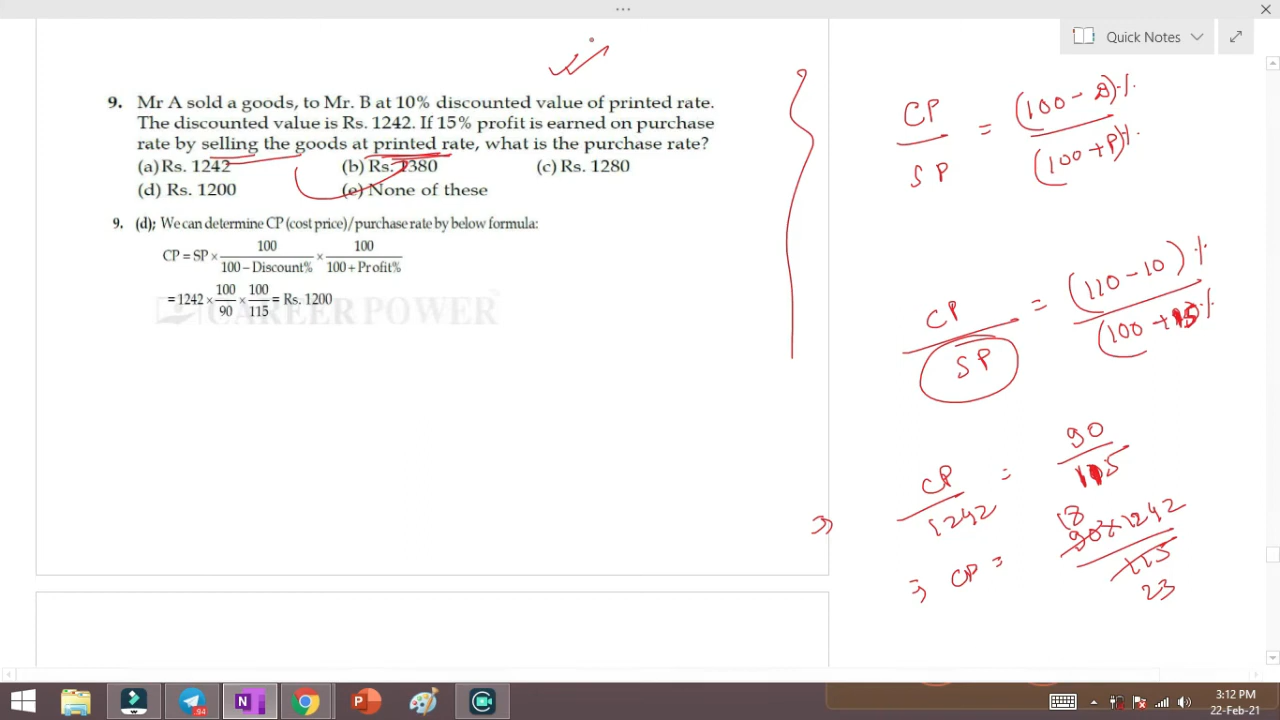 Quick Notes
9. Mr A sold a goods, to Mr. B at 10% discounted value of printed rate.
The discounted value is Rs. 1242. If 15% profit is earned on purchase
rate by selling the goods at printed rate, what is the purchase rate?
(a) Rs. 1242 (b) Rs. 1380 (c) Rs. 1280
(d) Rs. 1200 (e) None of these
9. (d); We can determine CP (cost price)/purchase rate by below formula:
CP = SP × 100 / 100 – Discount% × 100 / 100 + Profit%
= 1242 × 100 / 90 × 100 / 115 = Rs. 1200
CAREER POWER
CP / SP = (100 - D)% / (100 + P)%
CP / SP = (110 - 10)% / (100 + 15)%
⇒ CP / 1242 = 90 / 115
⇒ CP = 90 × 1242 / 115
18
23
94
3:12 PM
22-Feb-21